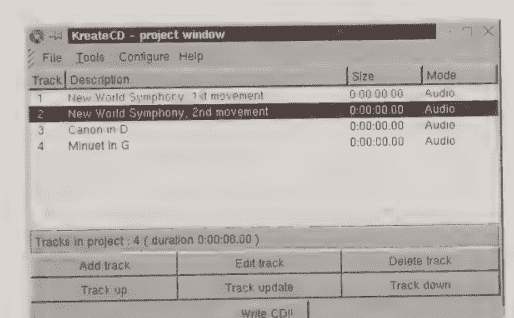 KreateCD - project window
File Tools Configure Help
Track Description Size Mode
1 New World Symphony, 1st movement 0:00:00.00 Audio
2 New World Symphony, 2nd movement 0:00:00.00 Audio
3 Canon in D 0:00:00.00 Audio
4 Minuet in G 0:00:00.00 Audio
Tracks in project : 4 ( duration 0:00:06.00 )
Add track Edit track Delete track
Track up Track update Track down
Write CD!!